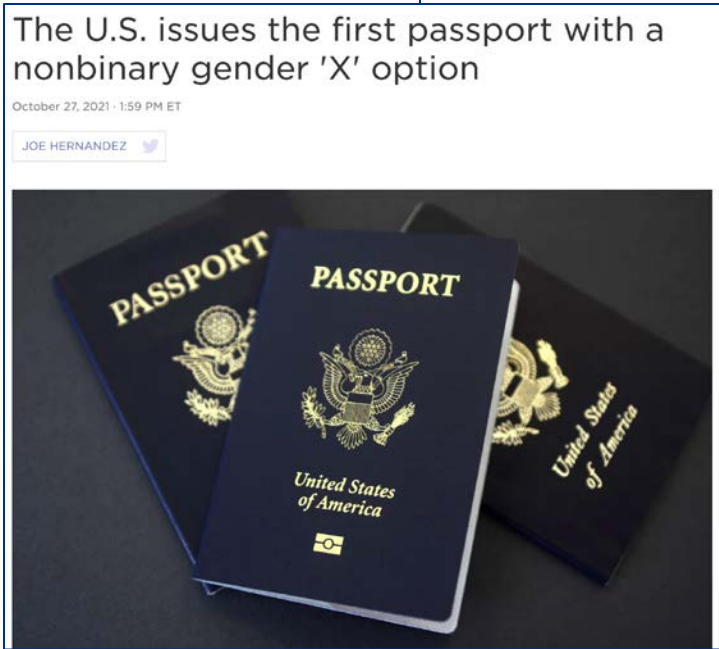 The U.S. issues the first passport with a
nonbinary gender 'X' option
October 27, 2021 · 1:59 PM ET
JOE HERNANDEZ
PASSPORT
PASSPORT
United States
of America
United States
of America